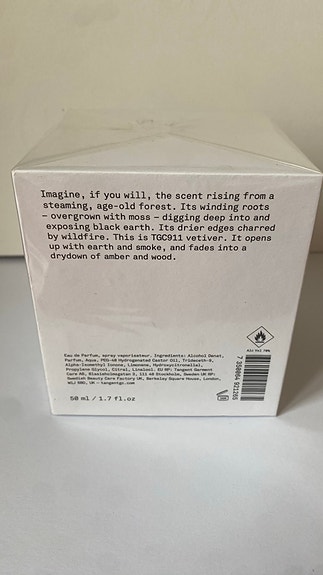 Imagine, if you will, the scent rising from a
steaming, age-old forest. Its winding roots
– overgrown with moss – digging deep into and
exposing black earth. Its drier edges charred
by wildfire. This is TGC911 vetiver. It opens
up with earth and smoke, and fades into a
drydown of amber and wood.
Alc Vol 70%
Eau de Parfum, spray vaporisateur. Ingredients: Alcohol Denat,
Parfum, Aqua, PEG-40 Hydrogenated Castor Oil, Trideceth-9,
Alpha-Isomethyl Ionone, Limonene, Hydroxycitronellal,
Propylene Glycol, Citral, Linalool. EU RP: Tangent Garment
Care AB, 111 48 Stockholm, Sweden UK RP:
Swedish Beauty Care Factory UK, Berkeley Square House, London,
UK – tangentgc.com
50 ml / 1.7 fl.oz